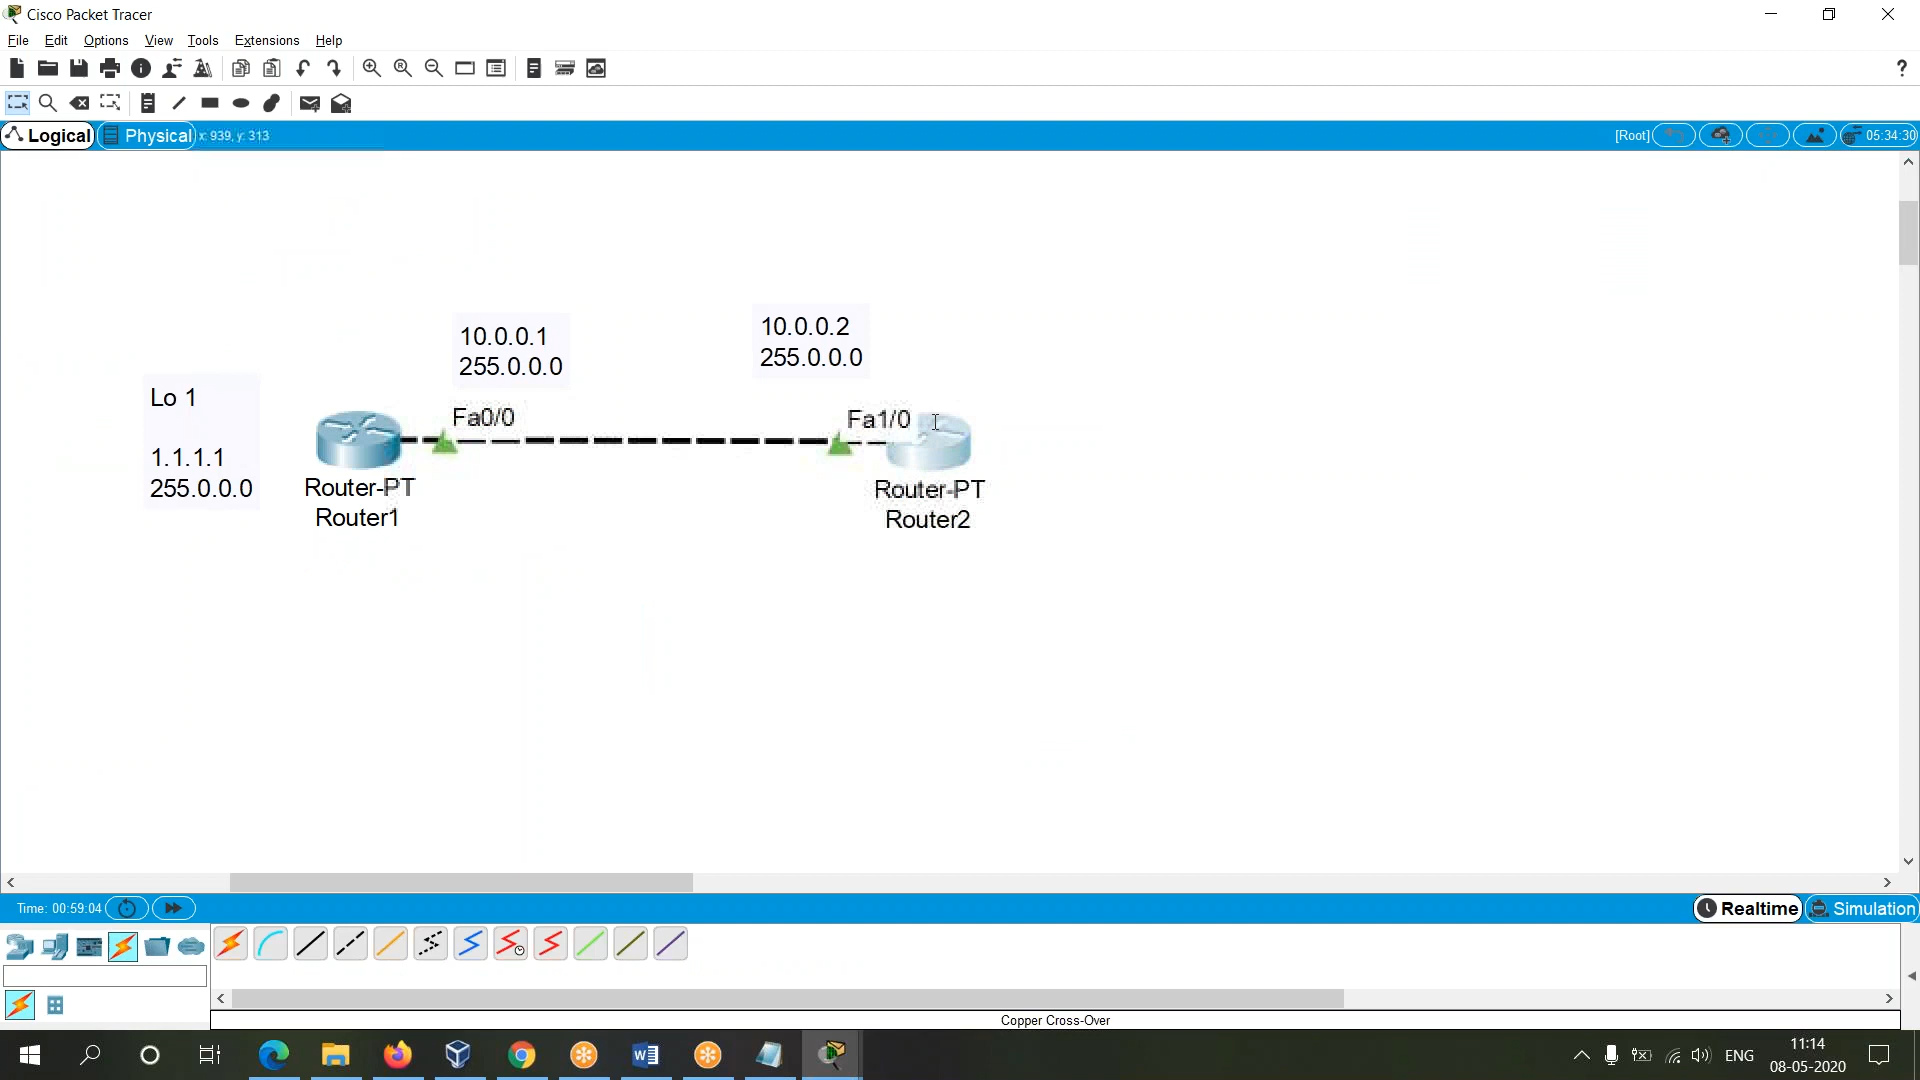 Cisco Packet Tracer
File Edit Options View Tools Extensions Help
?
Logical Physical x: 939, y: 313 [Root] 05:34:30
10.0.0.1
255.0.0.0
10.0.0.2
255.0.0.0
Lo 1
1.1.1.1
255.0.0.0
Fa0/0
Fa1/0
Router-PT
Router1
Router-PT
Router2
Time: 00:59:04 Realtime Simulation
Copper Cross-Over
ENG
11:14
08-05-2020